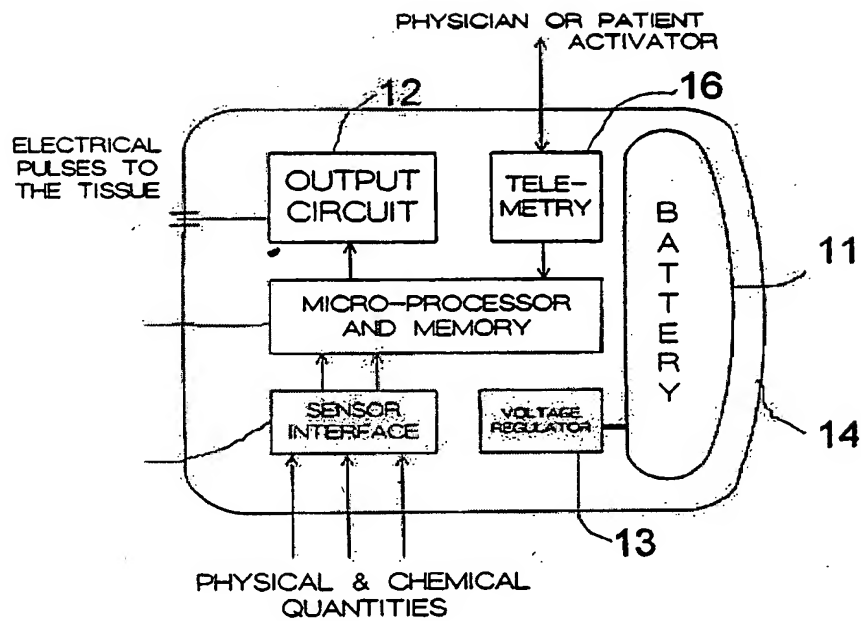 PHYSICIAN OR PATIENT
ACTIVATOR
12
16
ELECTRICAL
PULSES TO
THE TISSUE
OUTPUT
CIRCUIT
TELE-
METRY
BATTERY
11
MICRO-PROCESSOR
AND MEMORY
SENSOR
INTERFACE
VOLTAGE
REGULATOR
14
13
PHYSICAL & CHEMICAL
QUANTITIES